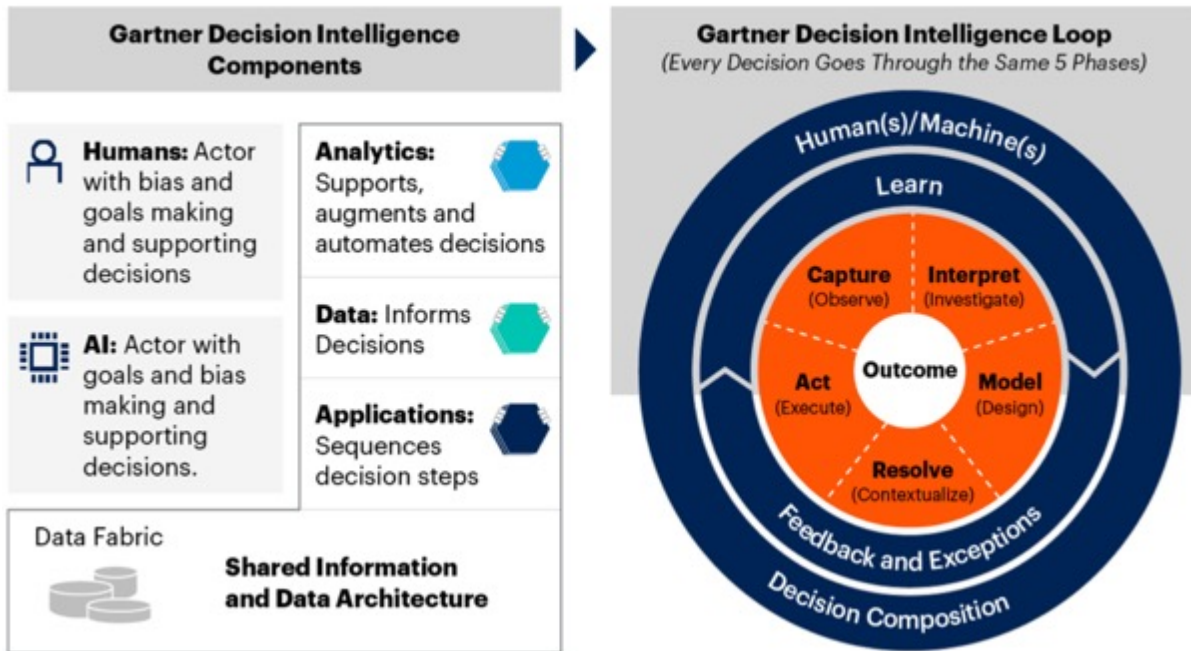 Gartner Decision Intelligence
Components
Humans: Actor
with bias and
goals making
and supporting
decisions
AI: Actor with
goals and bias
making and
supporting
decisions.
Analytics:
Supports,
augments and
automates decisions
Data: Informs
Decisions
Applications:
Sequences
decision steps
Data Fabric
Shared Information
and Data Architecture
Gartner Decision Intelligence Loop
(Every Decision Goes Through the Same 5 Phases)
Human(s)/Machine(s)
Learn
Capture
(Observe)
Interpret
(Investigate)
Act
(Execute)
Outcome
Model
(Design)
Resolve
(Contextualize)
Feedback and Exceptions
Decision Composition